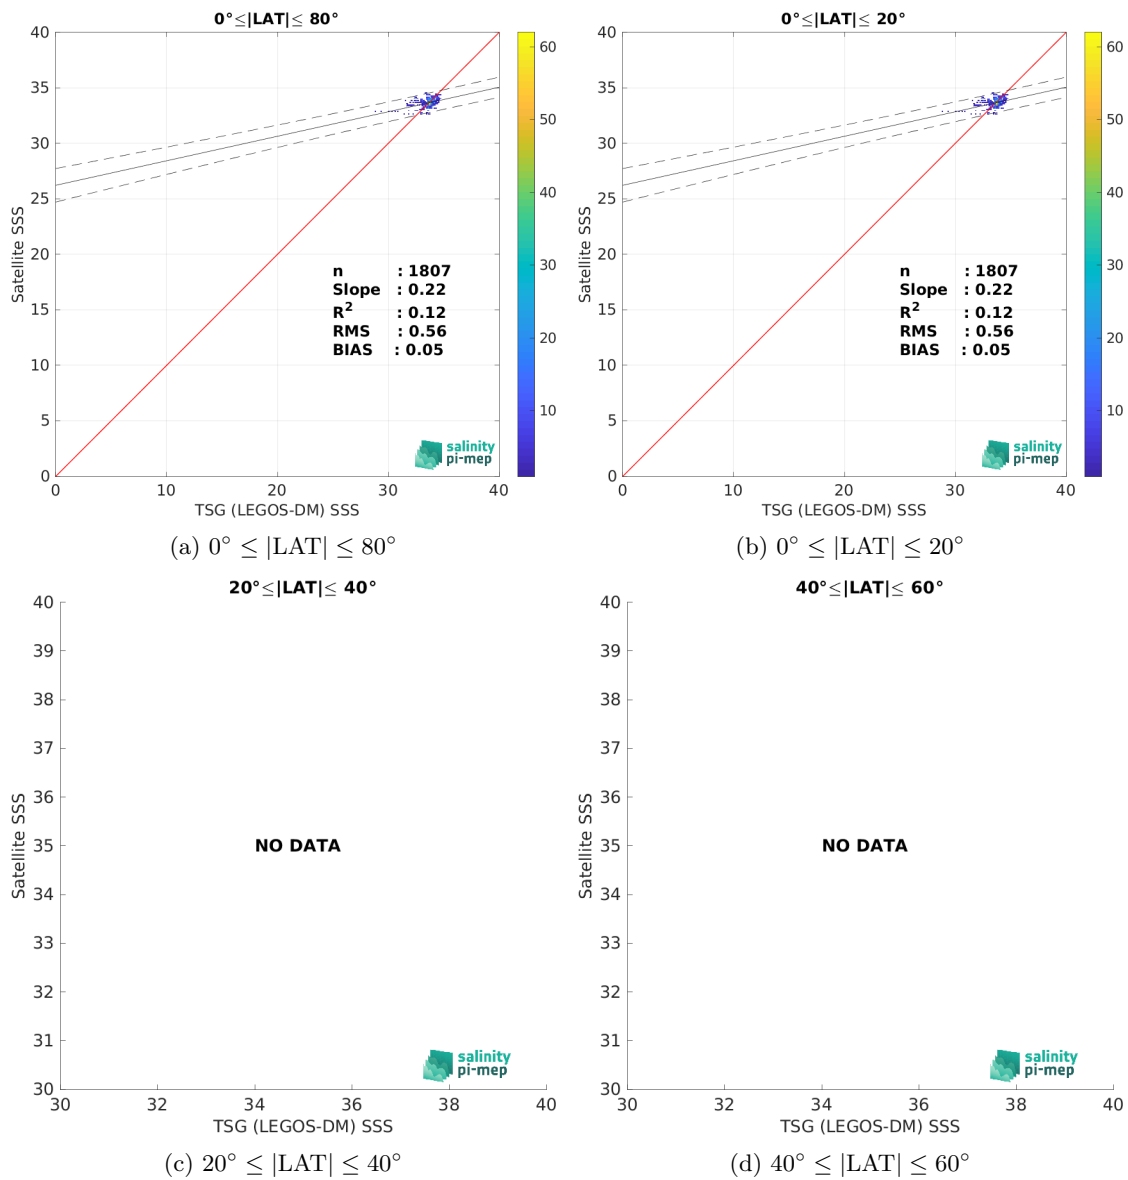 0°≤|LAT|≤ 80°
40
35
30
25
20
15
10
5
0
Satellite SSS
n : 1807
Slope : 0.22
R² : 0.12
RMS : 0.56
BIAS : 0.05
salinity
pi-mep
0 10 20 30 40
TSG (LEGOS-DM) SSS
60
50
40
30
20
10
(a) 0° ≤ |LAT| ≤ 80°
0°≤|LAT|≤ 20°
40
35
30
25
20
15
10
5
0
Satellite SSS
n : 1807
Slope : 0.22
R² : 0.12
RMS : 0.56
BIAS : 0.05
salinity
pi-mep
0 10 20 30 40
TSG (LEGOS-DM) SSS
60
50
40
30
20
10
(b) 0° ≤ |LAT| ≤ 20°
20°≤|LAT|≤ 40°
40
39
38
37
36
35
34
33
32
31
30
Satellite SSS
NO DATA
salinity
pi-mep
30 32 34 36 38 40
TSG (LEGOS-DM) SSS
(c) 20° ≤ |LAT| ≤ 40°
40°≤|LAT|≤ 60°
40
39
38
37
36
35
34
33
32
31
30
Satellite SSS
NO DATA
salinity
pi-mep
30 32 34 36 38 40
TSG (LEGOS-DM) SSS
(d) 40° ≤ |LAT| ≤ 60°